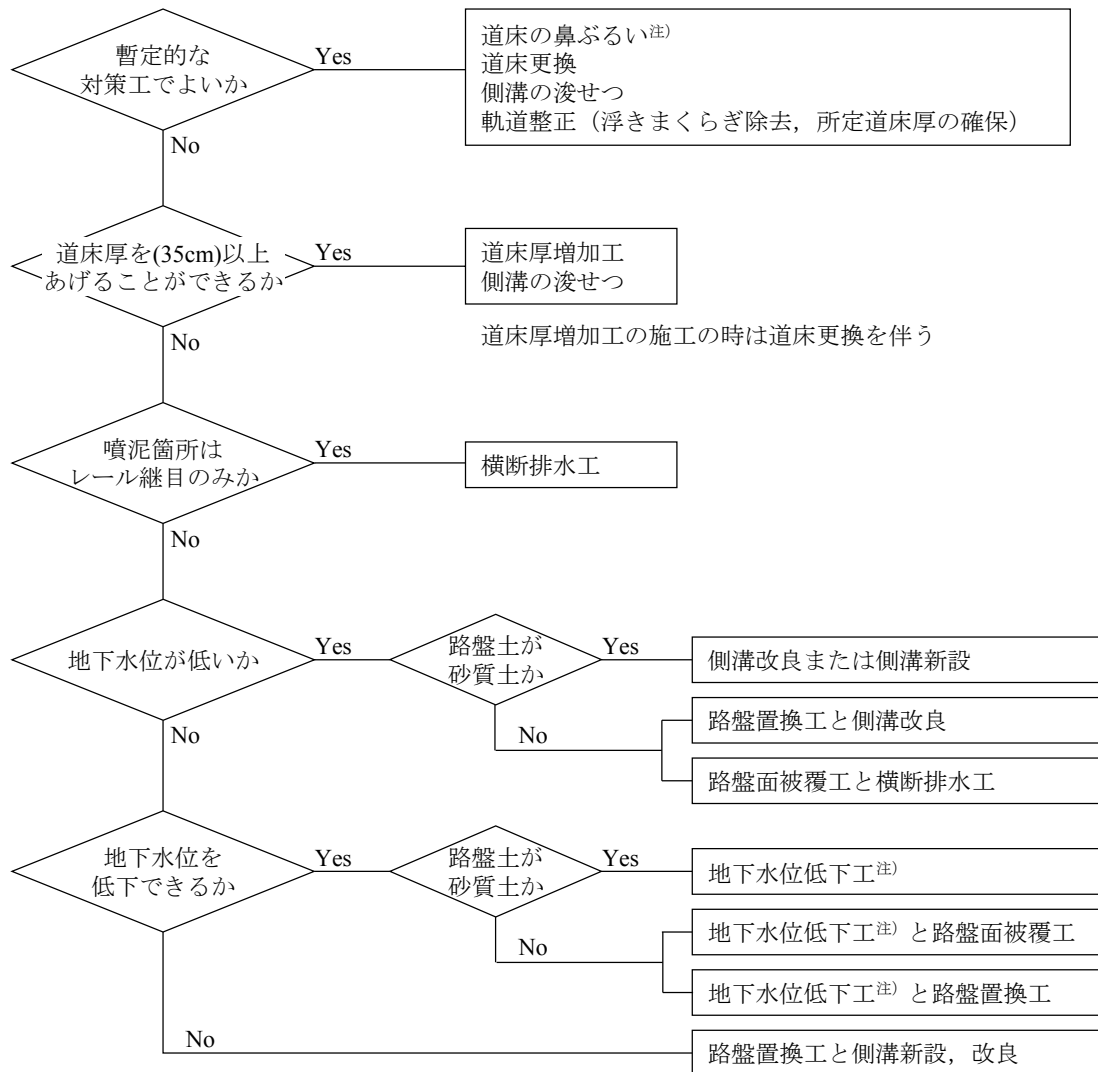 暫定的な
対策工でよいか
Yes
道床の鼻ぶるい注)
道床更換
側溝の浚せつ
軌道整正（浮きまくらぎ除去，所定道床厚の確保）
No
道床厚を(35cm)以上
あげることができるか
Yes
道床厚増加工
側溝の浚せつ
No
道床厚増加工の施工の時は道床更換を伴う
噴泥箇所は
レール継目のみか
Yes
横断排水工
No
地下水位が低いか
Yes
路盤土が
砂質土か
Yes
側溝改良または側溝新設
No
No
路盤置換工と側溝改良
路盤面被覆工と横断排水工
地下水位を
低下できるか
Yes
路盤土が
砂質土か
Yes
地下水位低下工注)
No
地下水位低下工注) と路盤面被覆工
地下水位低下工注) と路盤置換工
No
路盤置換工と側溝新設，改良